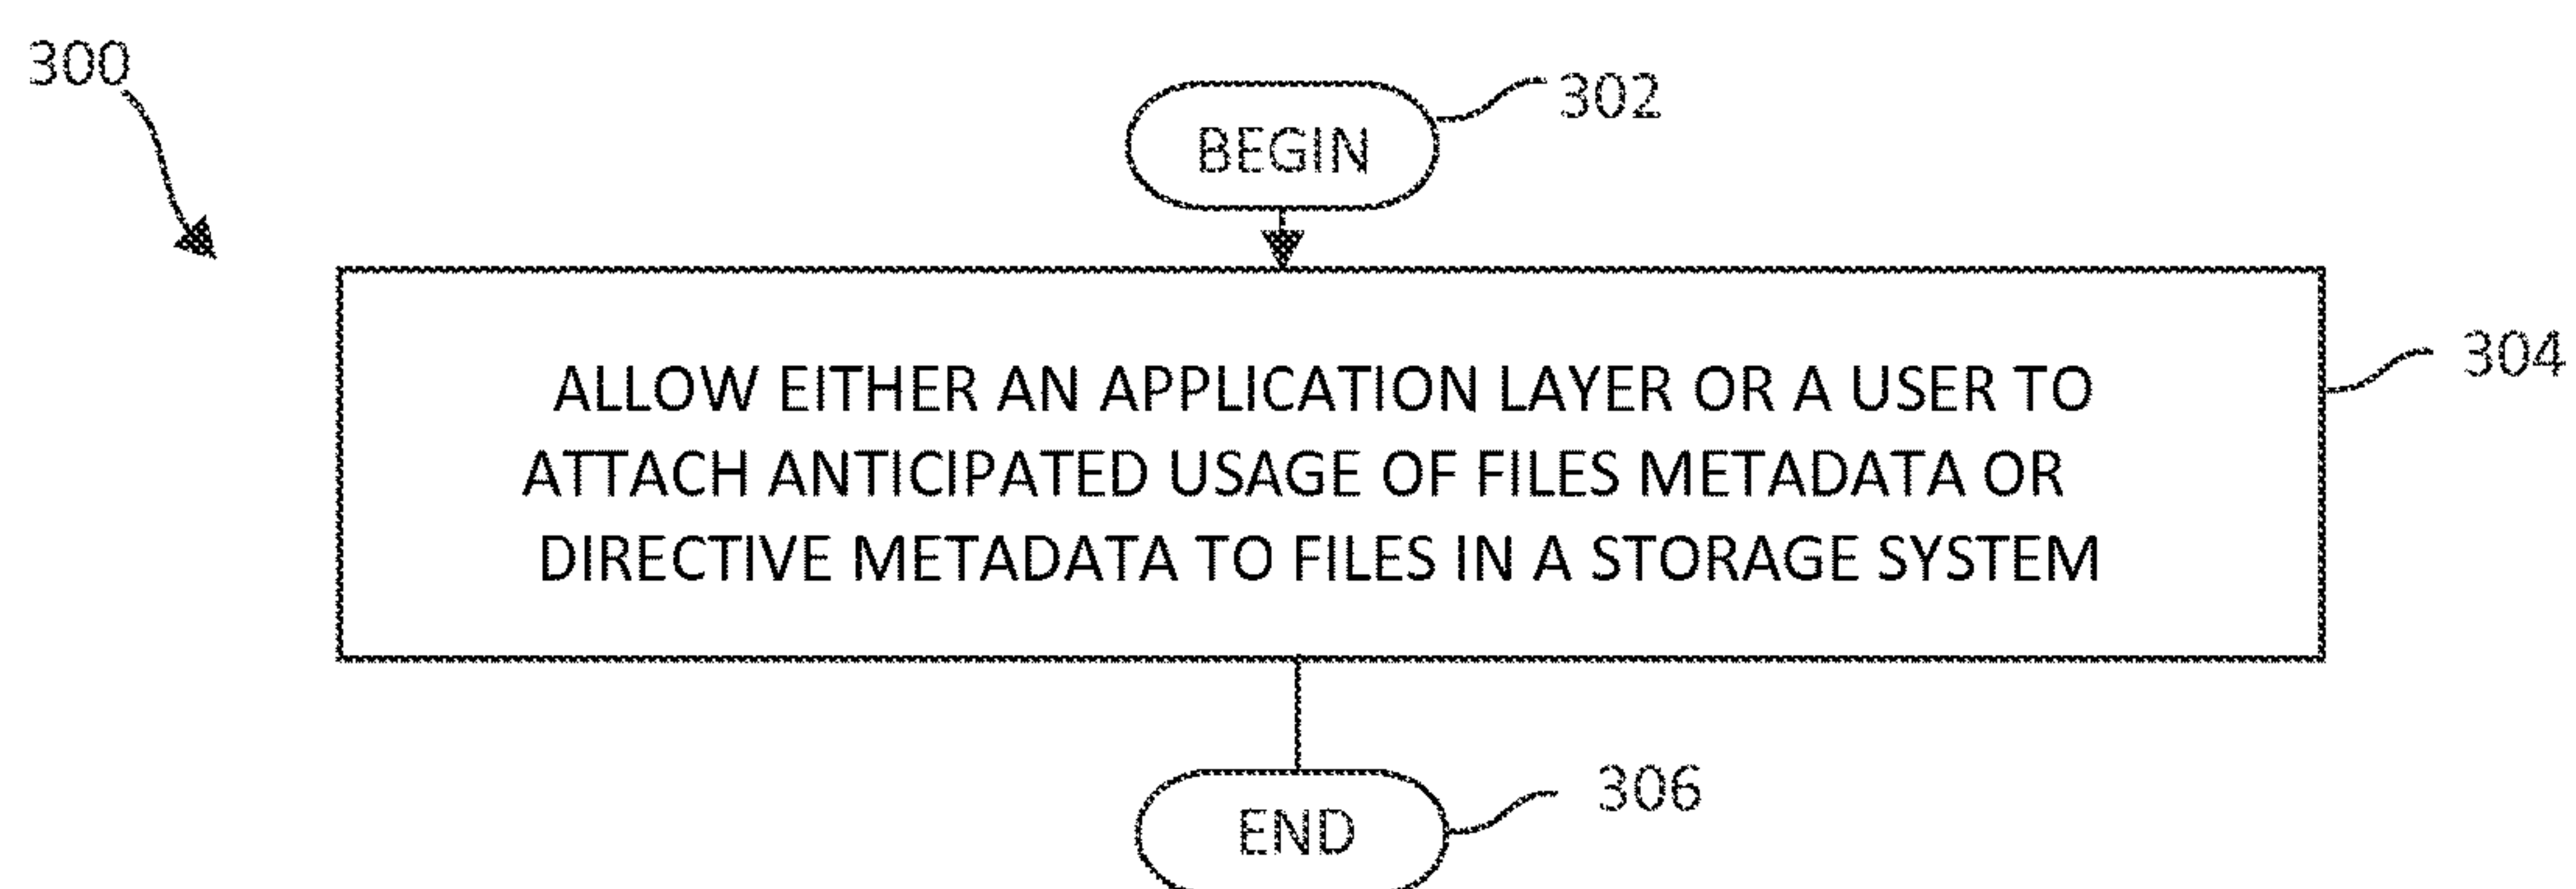 300
302
BEGIN
304
ALLOW EITHER AN APPLICATION LAYER OR A USER TO
ATTACH ANTICIPATED USAGE OF FILES METADATA OR
DIRECTIVE METADATA TO FILES IN A STORAGE SYSTEM
306
END